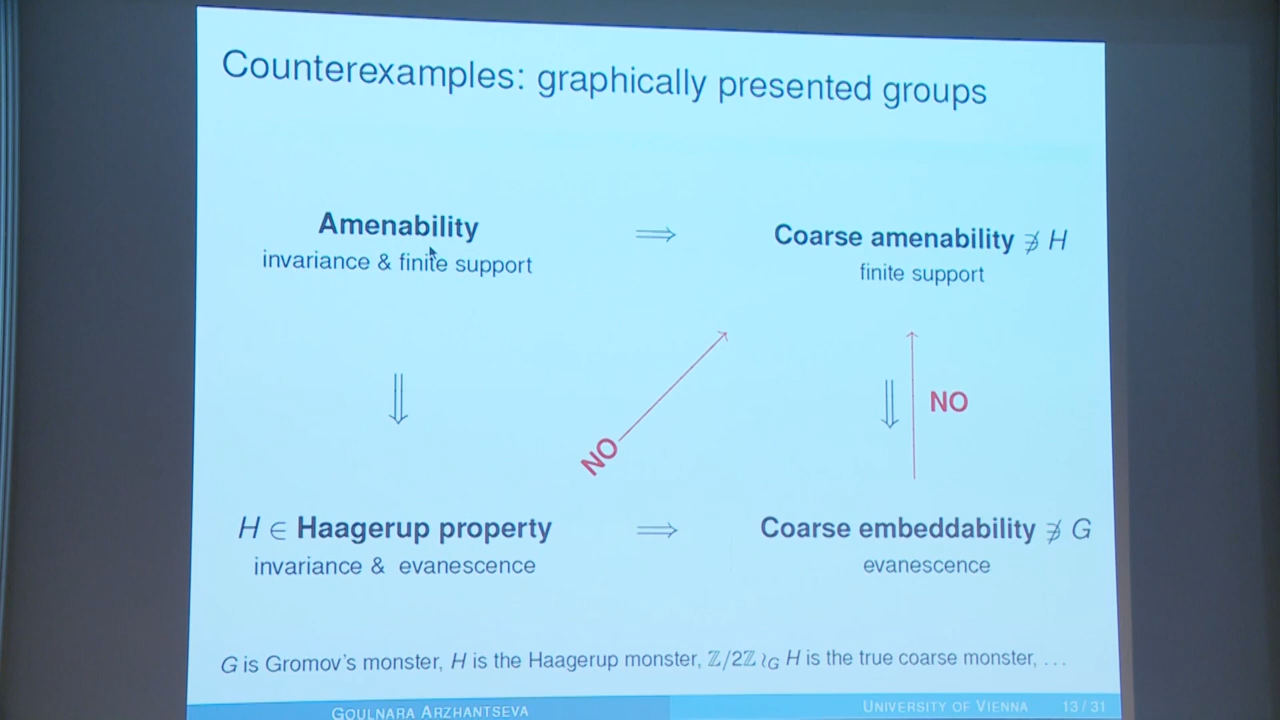 Counterexamples: graphically presented groups
Amenability ⟹ Coarse amenability ∌ H
invariance & finite support finite support
⇓ NO ⇓ NO
H ∈ Haagerup property ⟹ Coarse embeddability ∌ G
invariance & evanescence evanescence
G is Gromov's monster, H is the Haagerup monster, ℤ/2ℤ ≀_G H is the true coarse monster, …
GOULNARA ARZHANTSEVA UNIVERSITY OF VIENNA 13 / 31